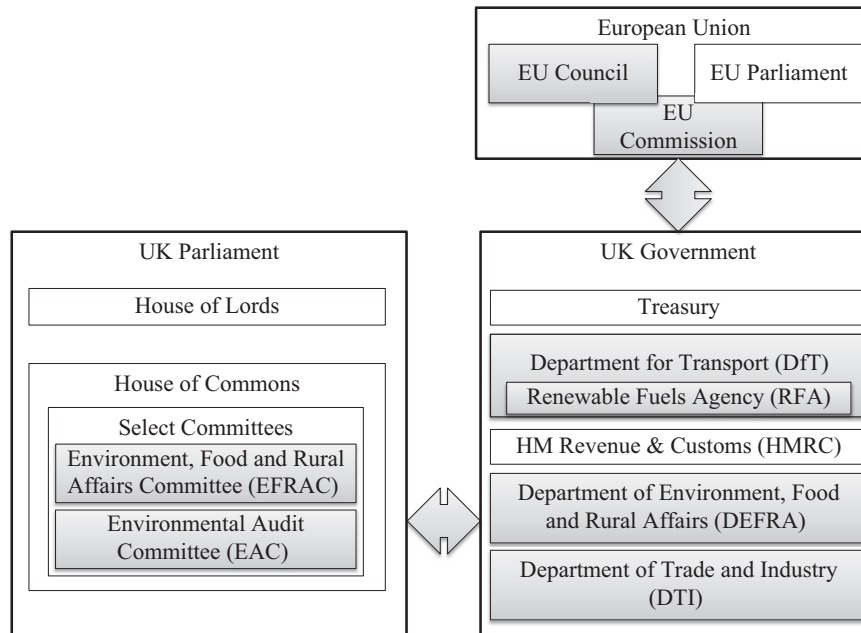 European Union
EU Council
EU Parliament
EU
Commission
UK Parliament
House of Lords
House of Commons
Select Committees
Environment, Food and Rural
Affairs Committee (EFRAC)
Environmental Audit
Committee (EAC)
UK Government
Treasury
Department for Transport (DfT)
Renewable Fuels Agency (RFA)
HM Revenue & Customs (HMRC)
Department of Environment, Food
and Rural Affairs (DEFRA)
Department of Trade and Industry
(DTI)